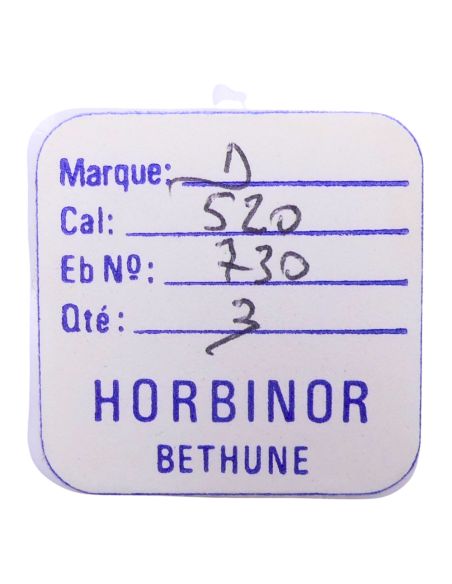 Marque: D
Cal: 520
Eb Nº: 730
Qté: 3
HORBINOR
BETHUNE